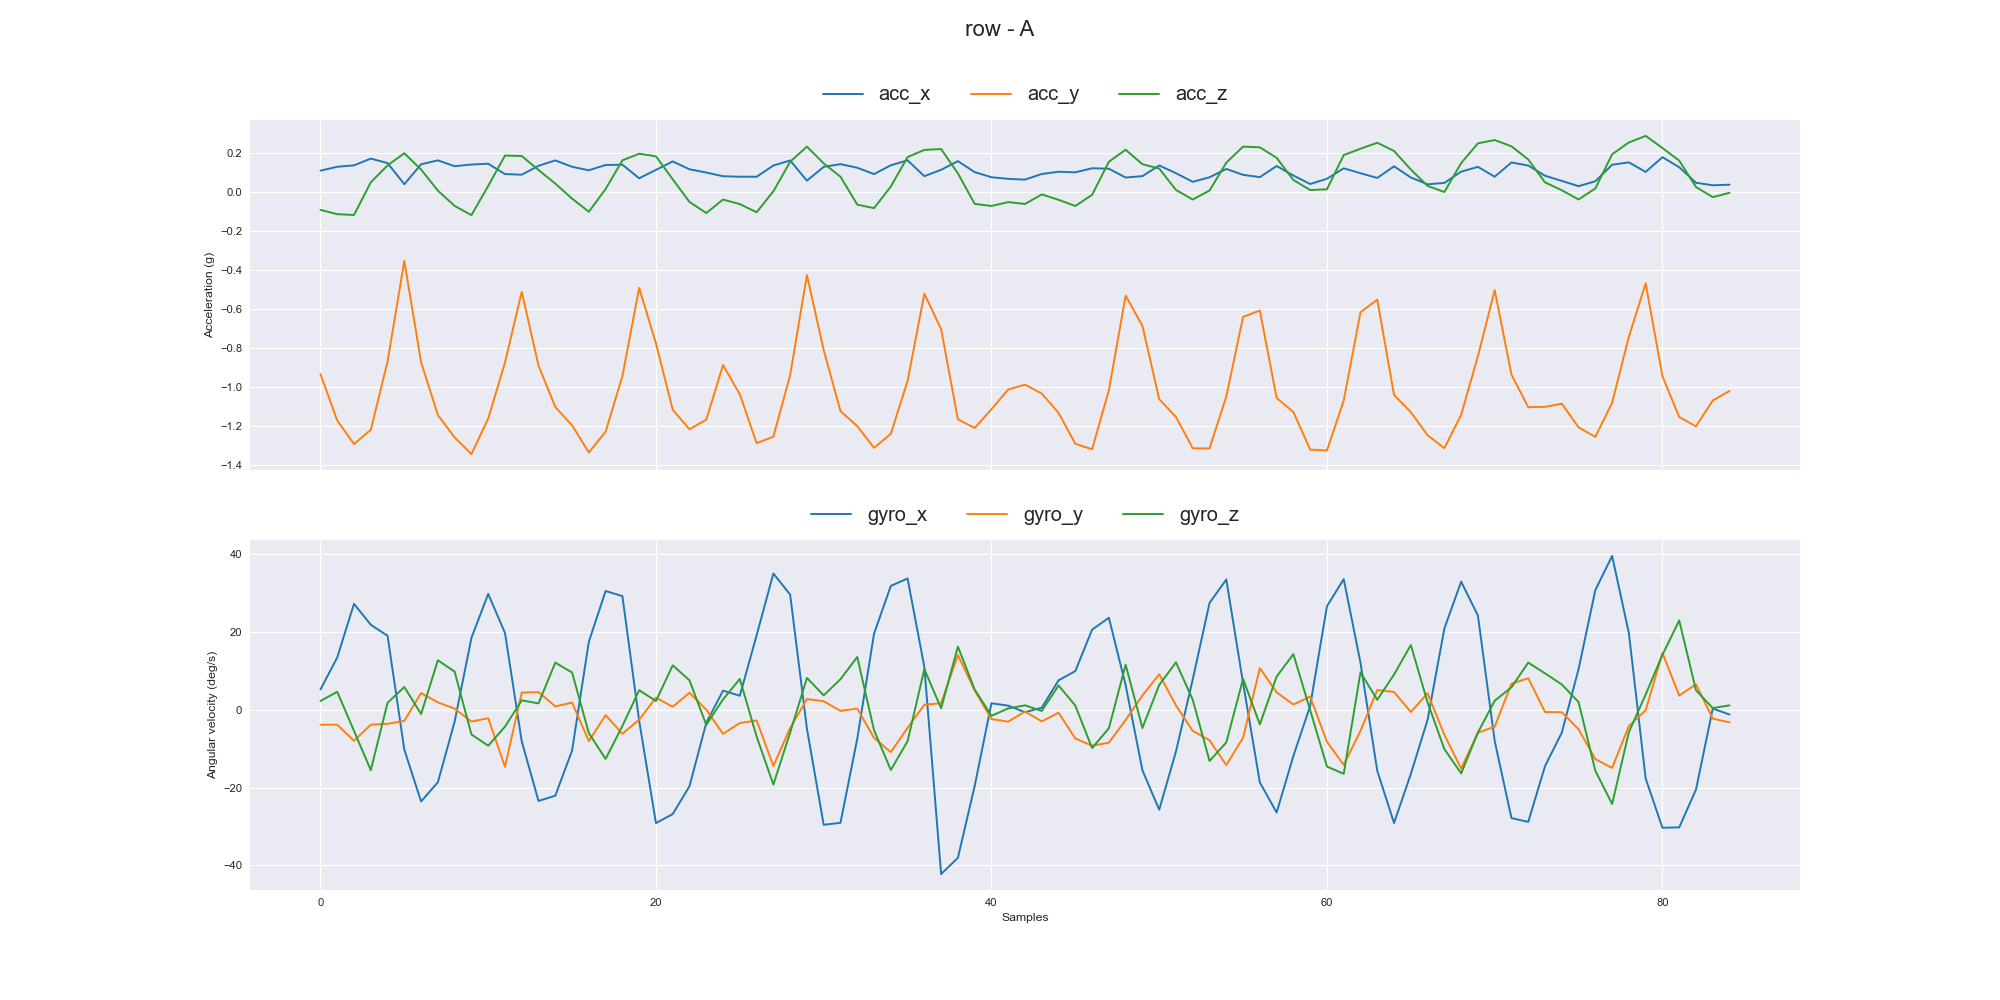 row - A
acc_x acc_y acc_z
0.2
0.0
−0.2
−0.4
−0.6
−0.8
−1.0
−1.2
−1.4
Acceleration (g)
gyro_x gyro_y gyro_z
40
20
0
−20
−40
Angular velocity (deg/s)
0 20 40 60 80
Samples